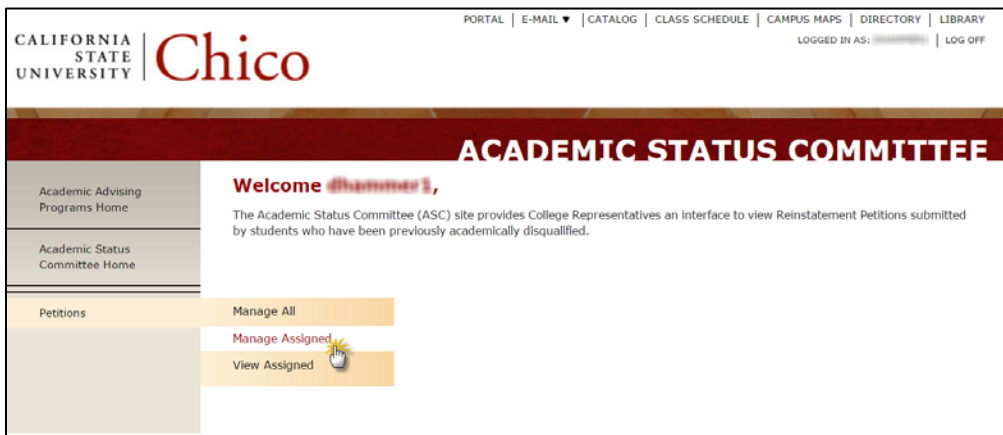 PORTAL | E-MAIL ▼ | CATALOG | CLASS SCHEDULE | CAMPUS MAPS | DIRECTORY | LIBRARY
LOGGED IN AS: | LOG OFF
CALIFORNIA
STATE
UNIVERSITY
Chico
ACADEMIC STATUS COMMITTEE
Academic Advising
Programs Home
Academic Status
Committee Home
Petitions
Welcome
The Academic Status Committee (ASC) site provides College Representatives an interface to view Reinstatement Petitions submitted
by students who have been previously academically disqualified.
Manage All
Manage Assigned
View Assigned